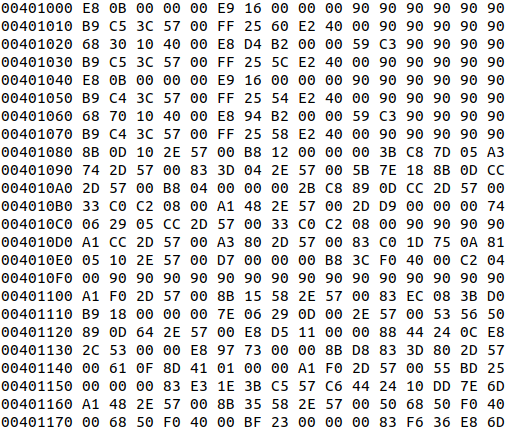 00401000 E8 0B 00 00 00 E9 16 00 00 00 90 90 90 90 90 90
00401010 B9 C5 3C 57 00 FF 25 60 E2 40 00 90 90 90 90 90
00401020 68 30 10 40 00 E8 D4 B2 00 00 59 C3 90 90 90 90
00401030 B9 C5 3C 57 00 FF 25 5C E2 40 00 90 90 90 90 90
00401040 E8 0B 00 00 00 E9 16 00 00 00 90 90 90 90 90 90
00401050 B9 C4 3C 57 00 FF 25 54 E2 40 00 90 90 90 90 90
00401060 68 70 10 40 00 E8 94 B2 00 00 59 C3 90 90 90 90
00401070 B9 C4 3C 57 00 FF 25 58 E2 40 00 90 90 90 90 90
00401080 8B 0D 10 2E 57 00 B8 12 00 00 00 3B C8 7D 05 A3
00401090 74 2D 57 00 83 3D 04 2E 57 00 5B 7E 18 8B 0D CC
004010A0 2D 57 00 B8 04 00 00 00 2B C8 89 0D CC 2D 57 00
004010B0 33 C0 C2 08 00 A1 48 2E 57 00 2D D9 00 00 00 74
004010C0 06 29 05 CC 2D 57 00 33 C0 C2 08 00 90 90 90 90
004010D0 A1 CC 2D 57 00 A3 80 2D 57 00 83 C0 1D 75 0A 81
004010E0 05 10 2E 57 00 D7 00 00 00 B8 3C F0 40 00 C2 04
004010F0 00 90 90 90 90 90 90 90 90 90 90 90 90 90 90 90
00401100 A1 F0 2D 57 00 8B 15 58 2E 57 00 83 EC 08 3B D0
00401110 B9 18 00 00 00 7E 06 29 0D 00 2E 57 00 53 56 50
00401120 89 0D 64 2E 57 00 E8 D5 11 00 00 88 44 24 0C E8
00401130 2C 53 00 00 E8 97 73 00 00 8B D8 83 3D 80 2D 57
00401140 00 61 0F 8D 41 01 00 00 A1 F0 2D 57 00 55 BD 25
00401150 00 00 00 83 E3 1E 3B C5 57 C6 44 24 10 DD 7E 6D
00401160 A1 48 2E 57 00 8B 35 58 2E 57 00 50 68 50 F0 40
00401170 00 68 50 F0 40 00 BF 23 00 00 00 83 F6 36 E8 6D